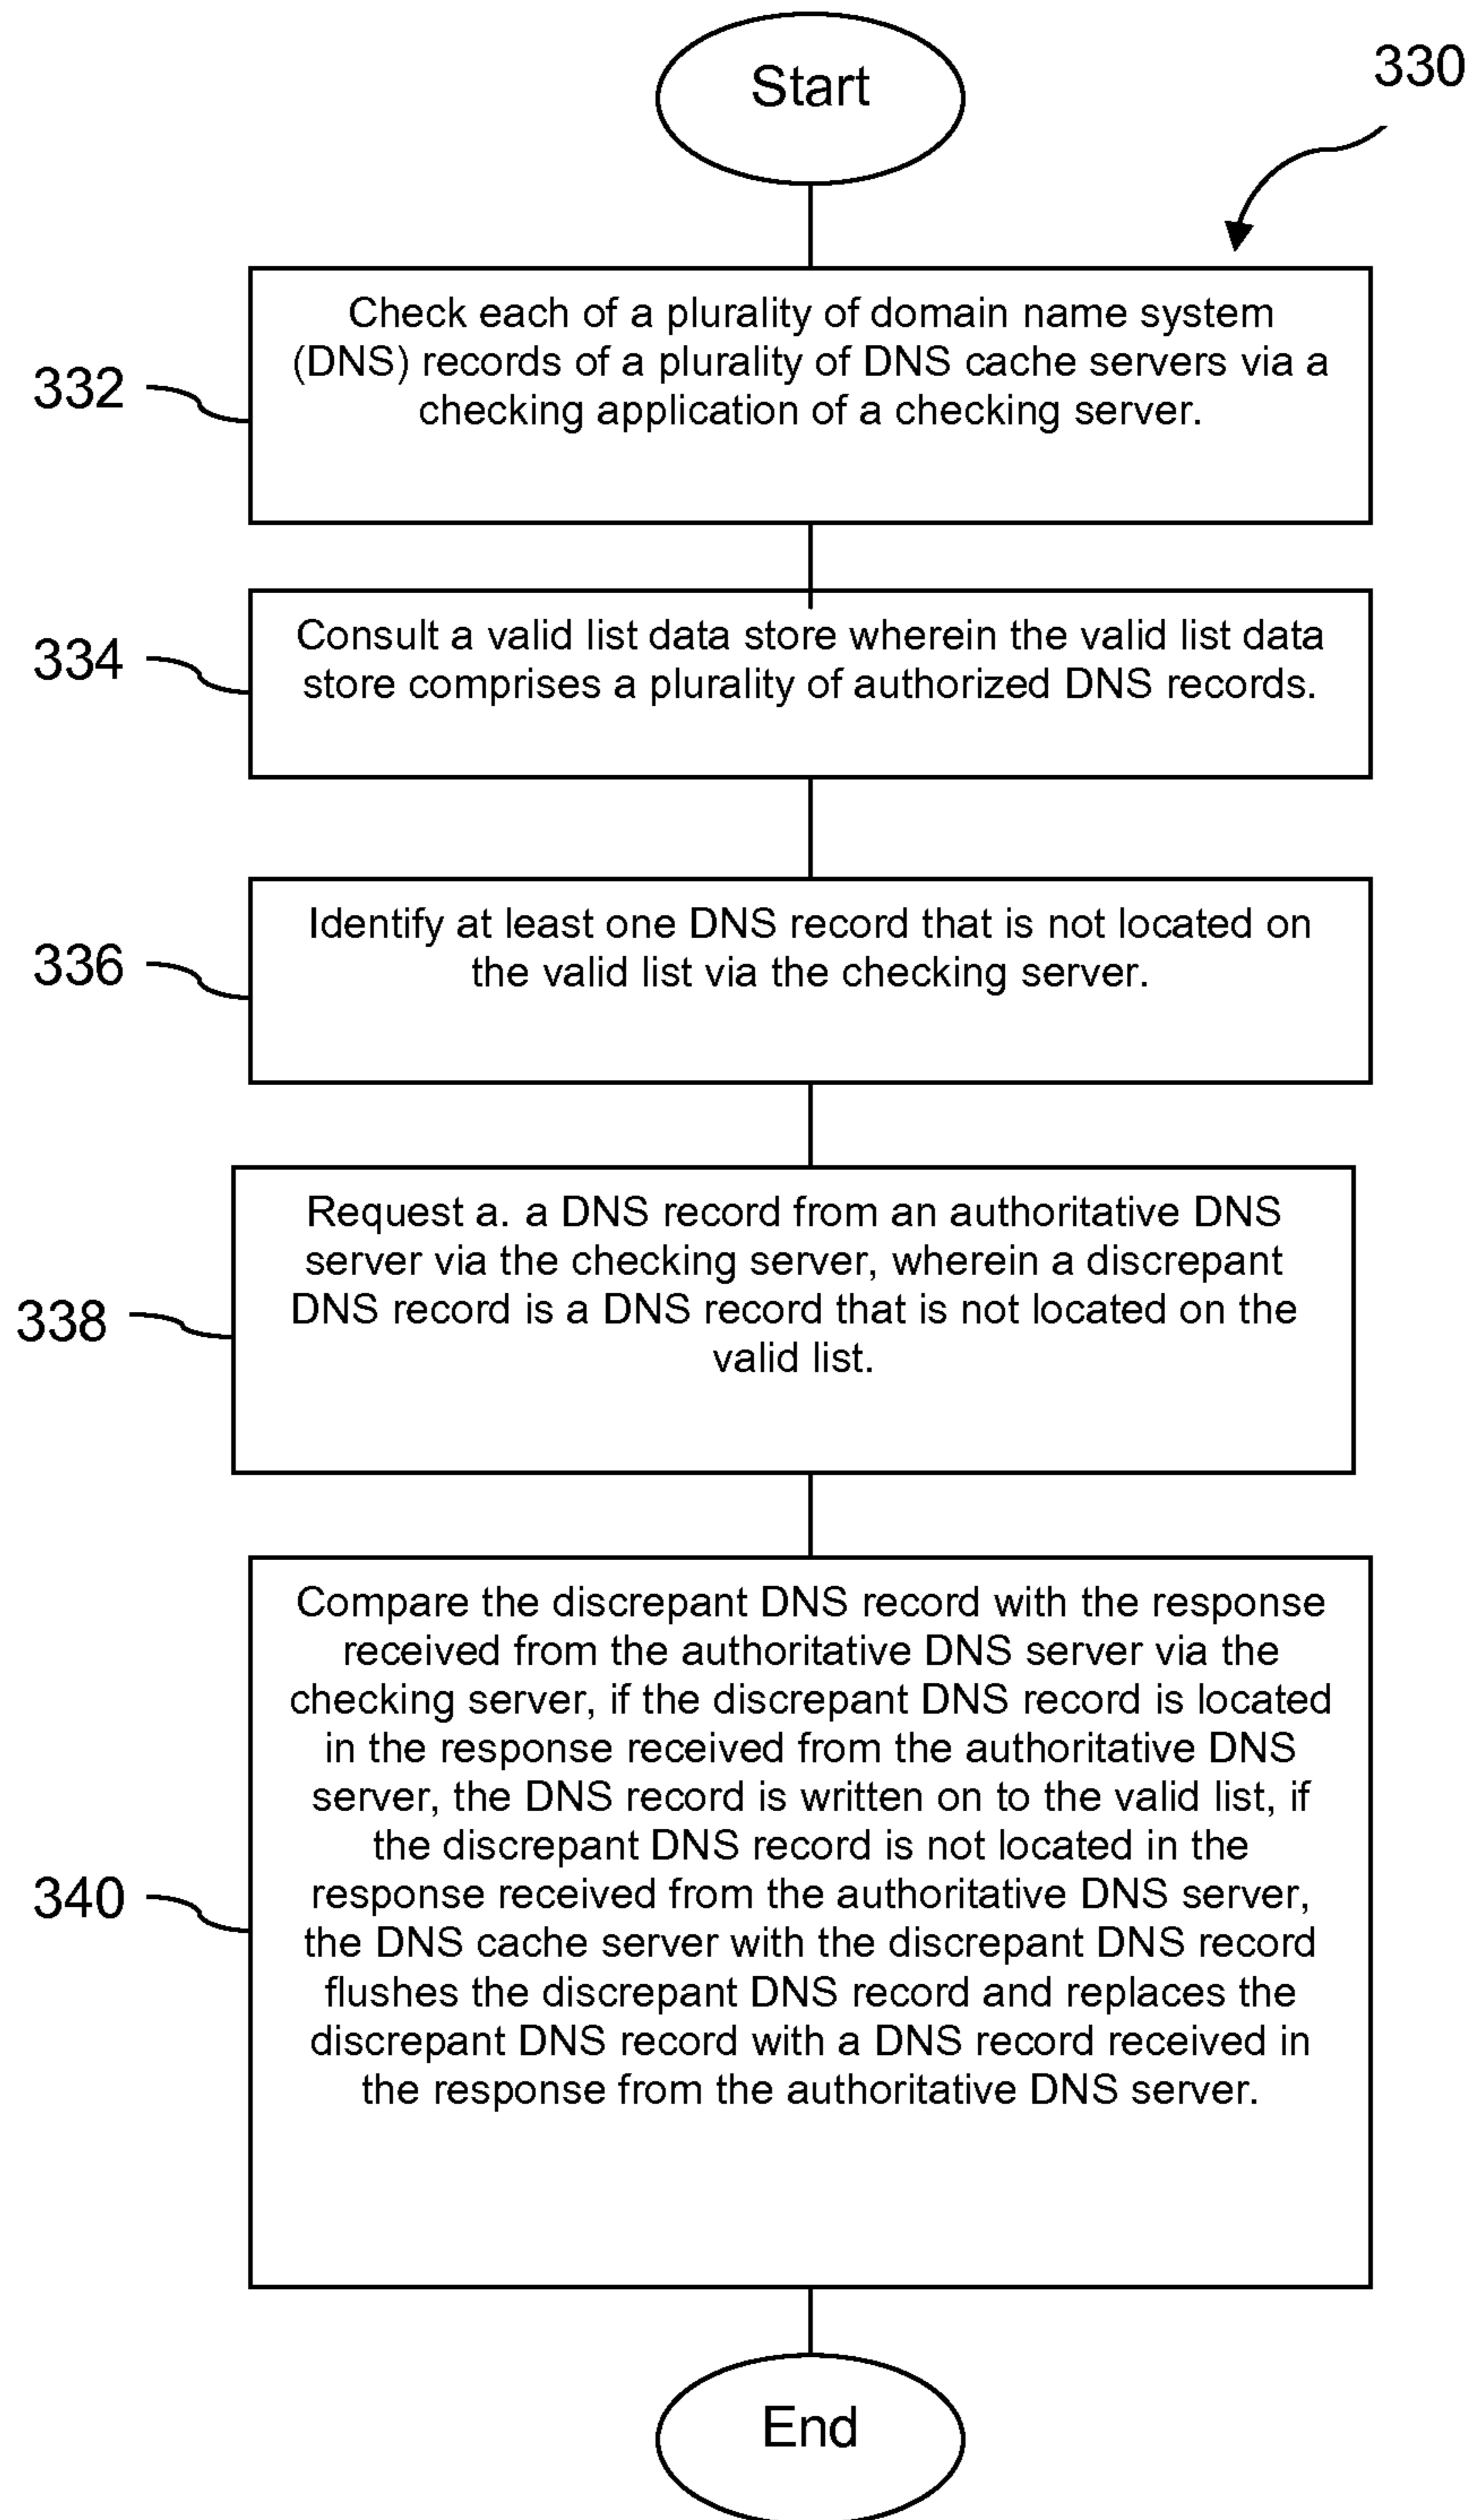 Start
330
Check each of a plurality of domain name system
(DNS) records of a plurality of DNS cache servers via a
checking application of a checking server.
332
Consult a valid list data store wherein the valid list data
store comprises a plurality of authorized DNS records.
334
Identify at least one DNS record that is not located on
the valid list via the checking server.
336
Request a. a DNS record from an authoritative DNS
server via the checking server, wherein a discrepant
DNS record is a DNS record that is not located on the
valid list.
338
Compare the discrepant DNS record with the response
received from the authoritative DNS server via the
checking server, if the discrepant DNS record is located
in the response received from the authoritative DNS
server, the DNS record is written on to the valid list, if
the discrepant DNS record is not located in the
response received from the authoritative DNS server,
the DNS cache server with the discrepant DNS record
flushes the discrepant DNS record and replaces the
discrepant DNS record with a DNS record received in
the response from the authoritative DNS server.
340
End